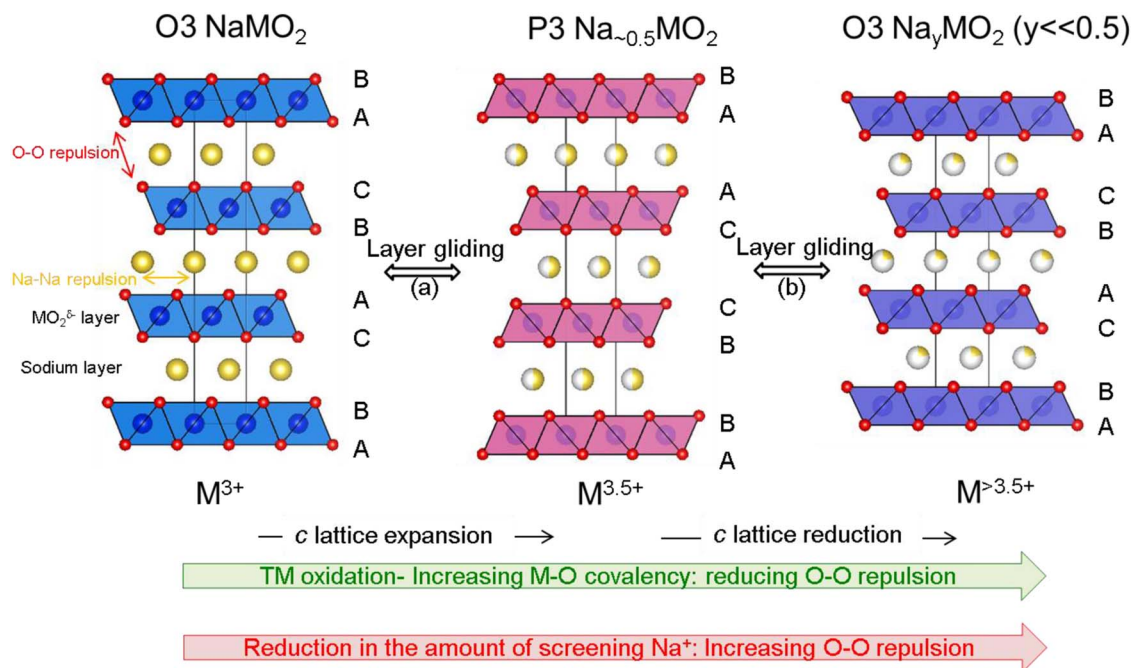 O3 NaMO₂
P3 Na~0.5MO₂
O3 NayMO₂ (y<<0.5)
B
A
O-O repulsion
C
B
Na-Na repulsion
MO₂δ- layer
A
C
Sodium layer
B
A
M3+
Layer gliding
(a)
B
A
A
C
C
B
B
A
M3.5+
Layer gliding
(b)
B
A
C
B
A
C
B
A
M>3.5+
c lattice expansion
c lattice reduction
TM oxidation- Increasing M-O covalency: reducing O-O repulsion
Reduction in the amount of screening Na⁺: Increasing O-O repulsion